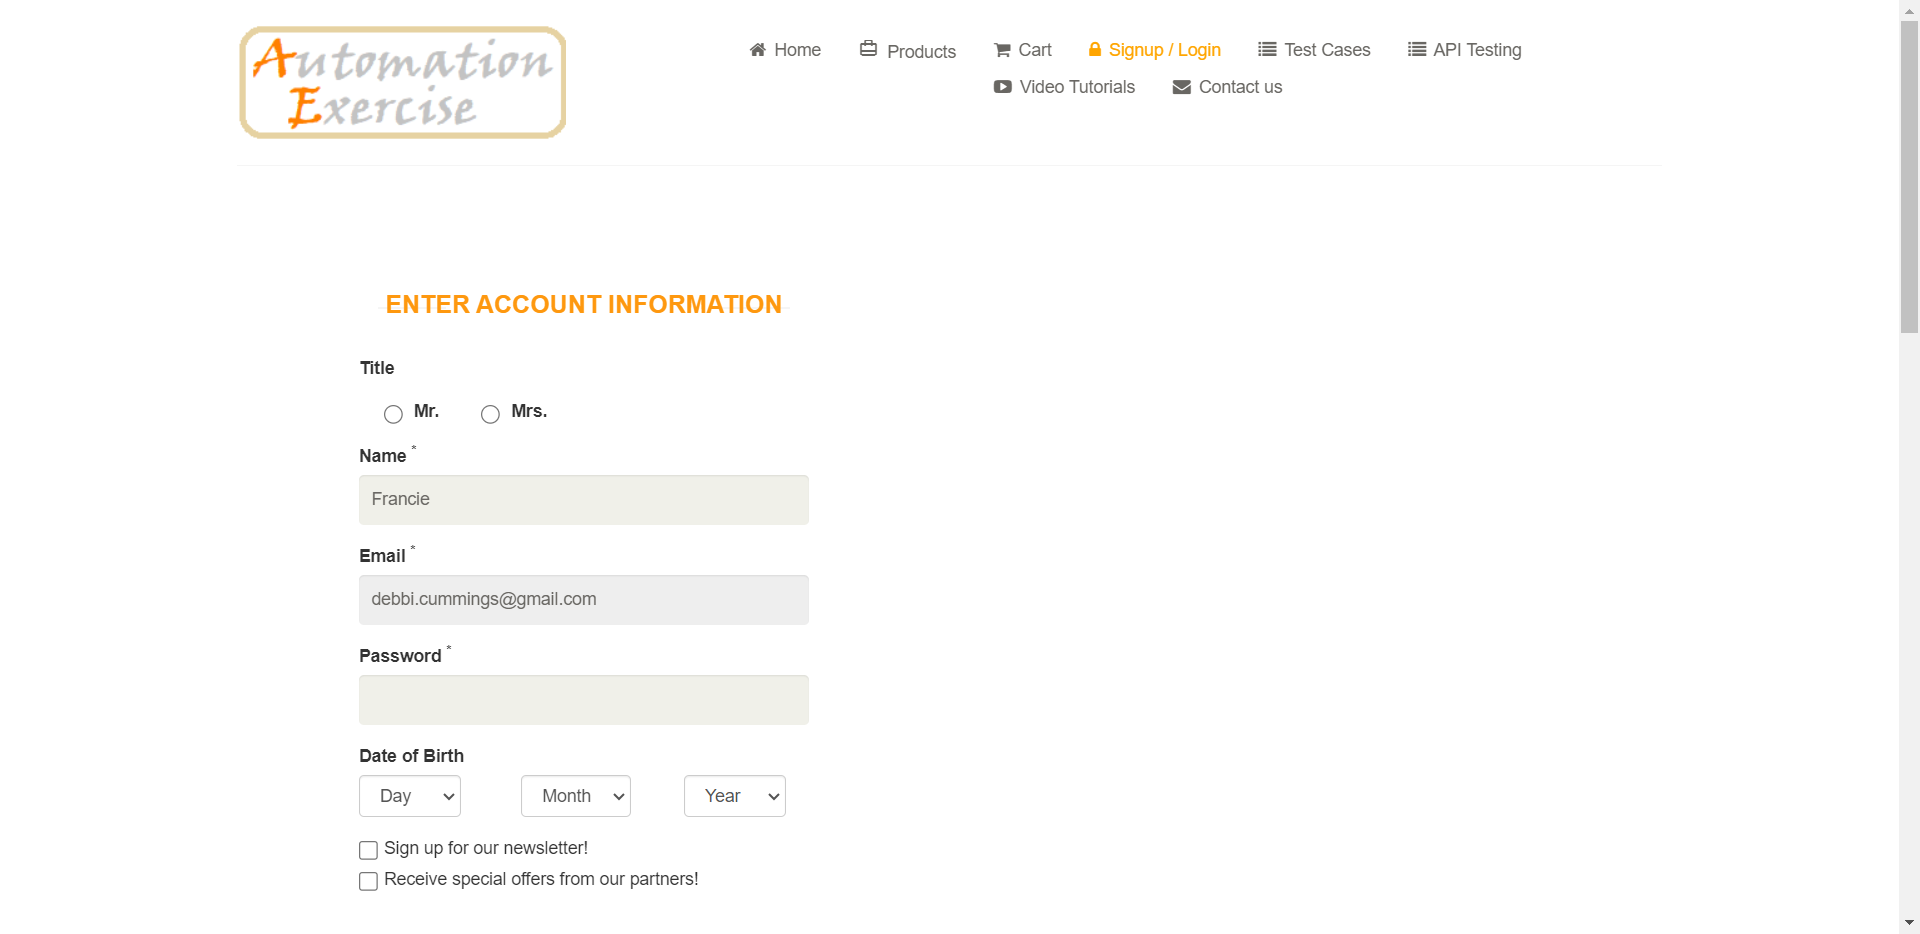 Automation
Exercise
Home
Products
Cart
Signup / Login
Test Cases
API Testing
Video Tutorials
Contact us
ENTER ACCOUNT INFORMATION
Title
Mr.
Mrs.
Name *
Francie
Email *
debbi.cummings@gmail.com
Password *
Date of Birth
Day
Month
Year
Sign up for our newsletter!
Receive special offers from our partners!